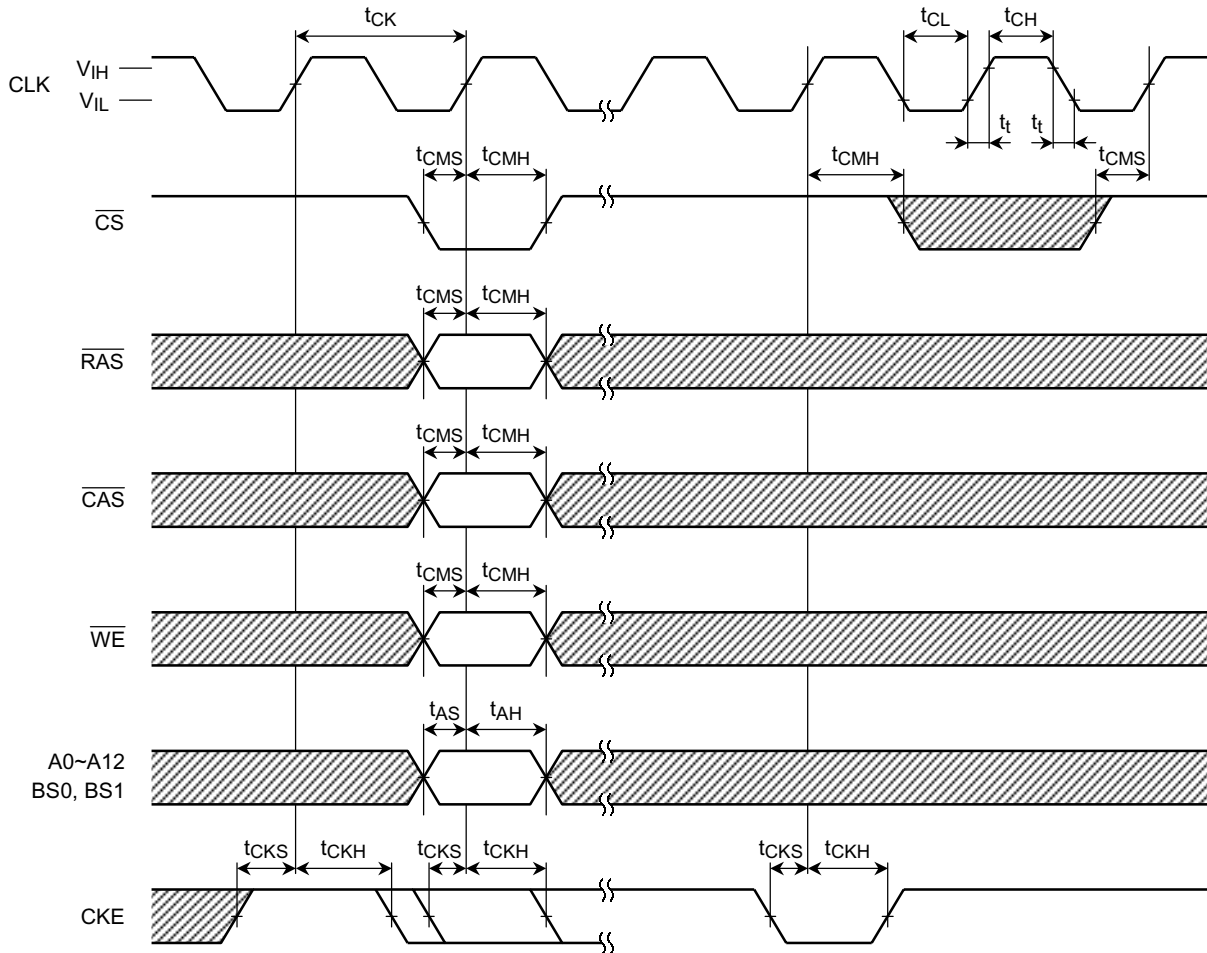 tCK tCL tCH
CLK VIH
VIL
tt tt
tCMS tCMH tCMH tCMS
CS
tCMS tCMH
RAS
tCMS tCMH
CAS
tCMS tCMH
WE
tAS tAH
A0~A12
BS0, BS1
tCKS tCKH tCKS tCKH tCKS tCKH
CKE